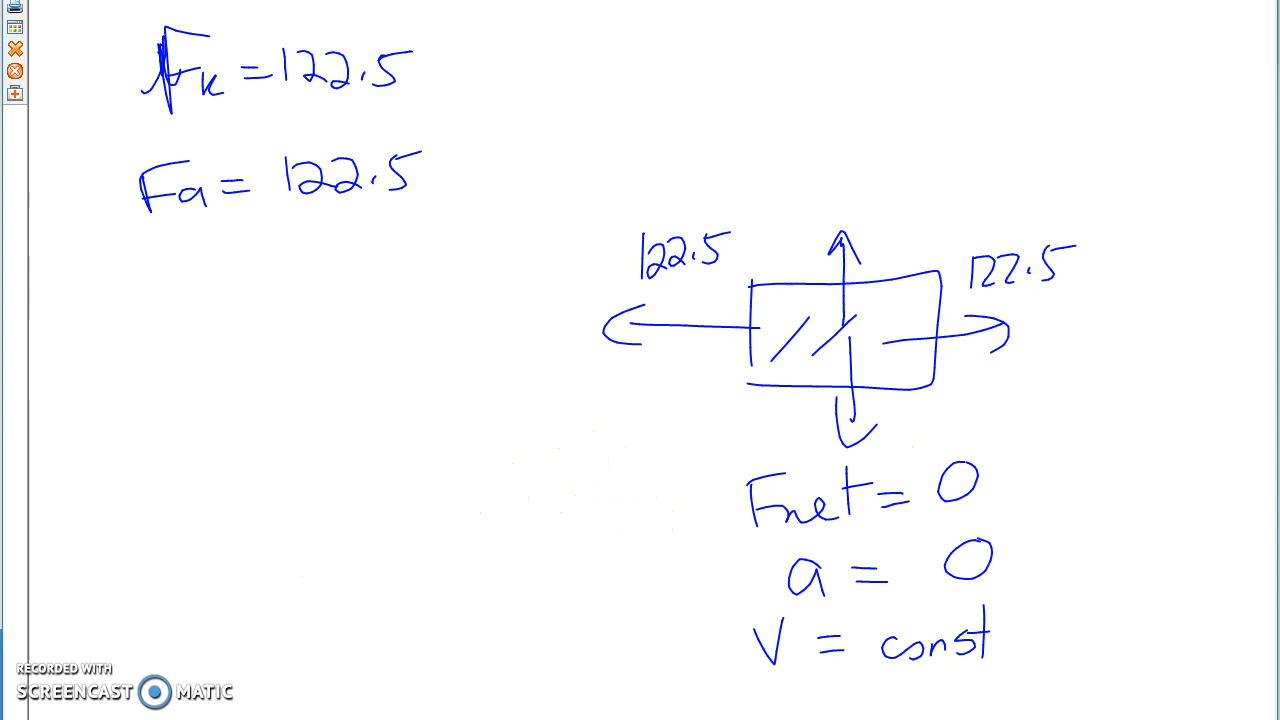 Fk = 122.5
Fa = 122.5
122.5
122.5
Fnet = 0
a = 0
V = const
RECORDED WITH
SCREENCAST MATIC